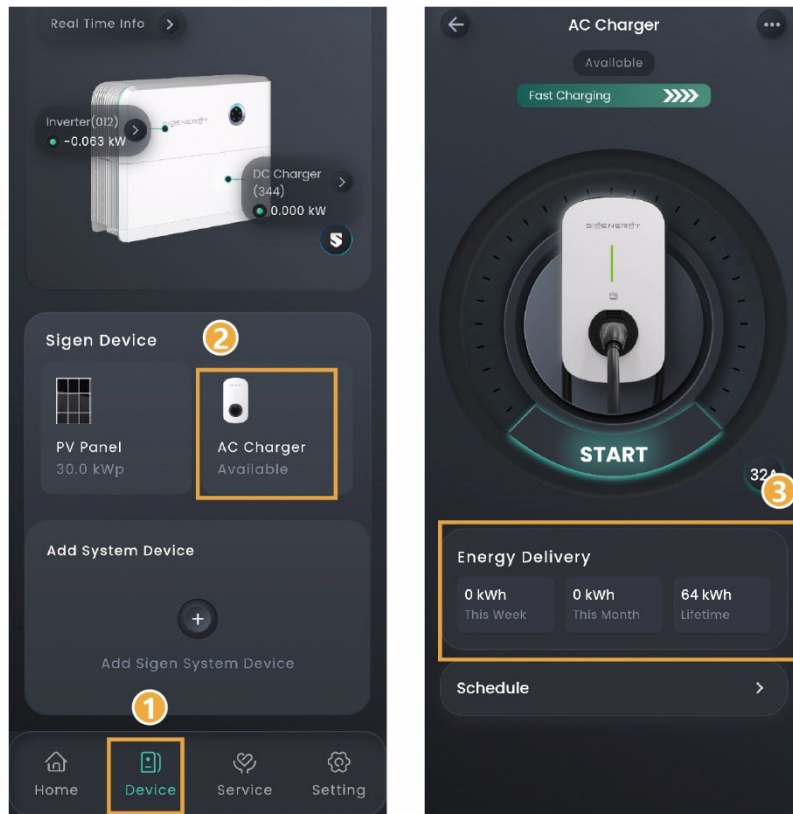 Real Time Info
SIGENERGY
Inverter(012)
-0.063 kW
DC Charger
(344)
0.000 kW
Sigen Device
2
PV Panel
30.0 kWp
AC Charger
Available
Add System Device
Add Sigen System Device
1
Home
Device
Service
Setting
AC Charger
Available
Fast Charging
SIGENERGY
START
32A
3
Energy Delivery
0 kWh
This Week
0 kWh
This Month
64 kWh
Lifetime
Schedule